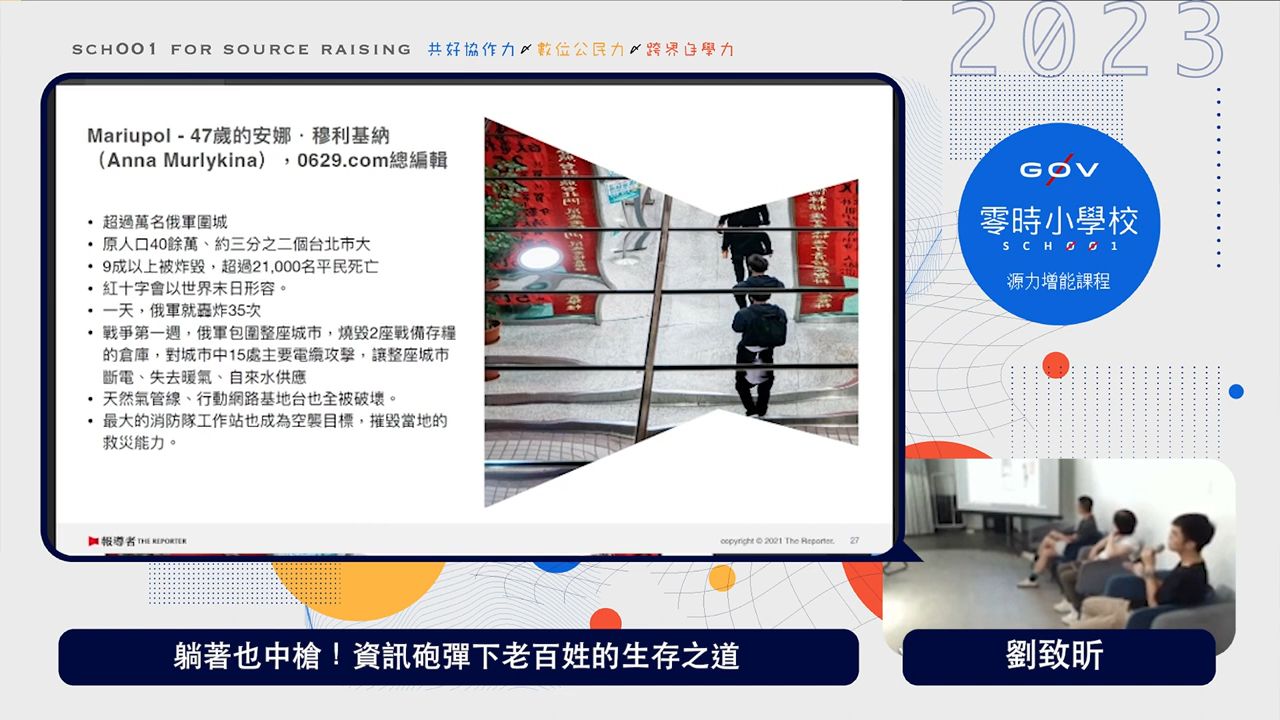 SCH001 FOR SOURCE RAISING 共好協作力 數位公民力 跨界自學力
2023
G0V
零時小學校
SCH001
源力增能課程
Mariupol - 47歲的安娜．穆利基納
（Anna Murlykina），0629.com總編輯
• 超過萬名俄軍圍城
• 原人口40餘萬、約三分之二個台北市大
• 9成以上被炸毀，超過21,000名平民死亡
• 紅十字會以世界末日形容。
• 一天，俄軍就轟炸35次
• 戰爭第一週，俄軍包圍整座城市，燒毀2座戰備存糧
的倉庫，對城市中15處主要電纜攻擊，讓整座城市
斷電、失去暖氣、自來水供應
• 天然氣管線、行動網路基地台也全被破壞。
• 最大的消防隊工作站也成為空襲目標，摧毀當地的
救災能力。
報導者 THE REPORTER
copyright © 2021 The Reporter. 27
躺著也中槍！資訊砲彈下老百姓的生存之道
劉致昕